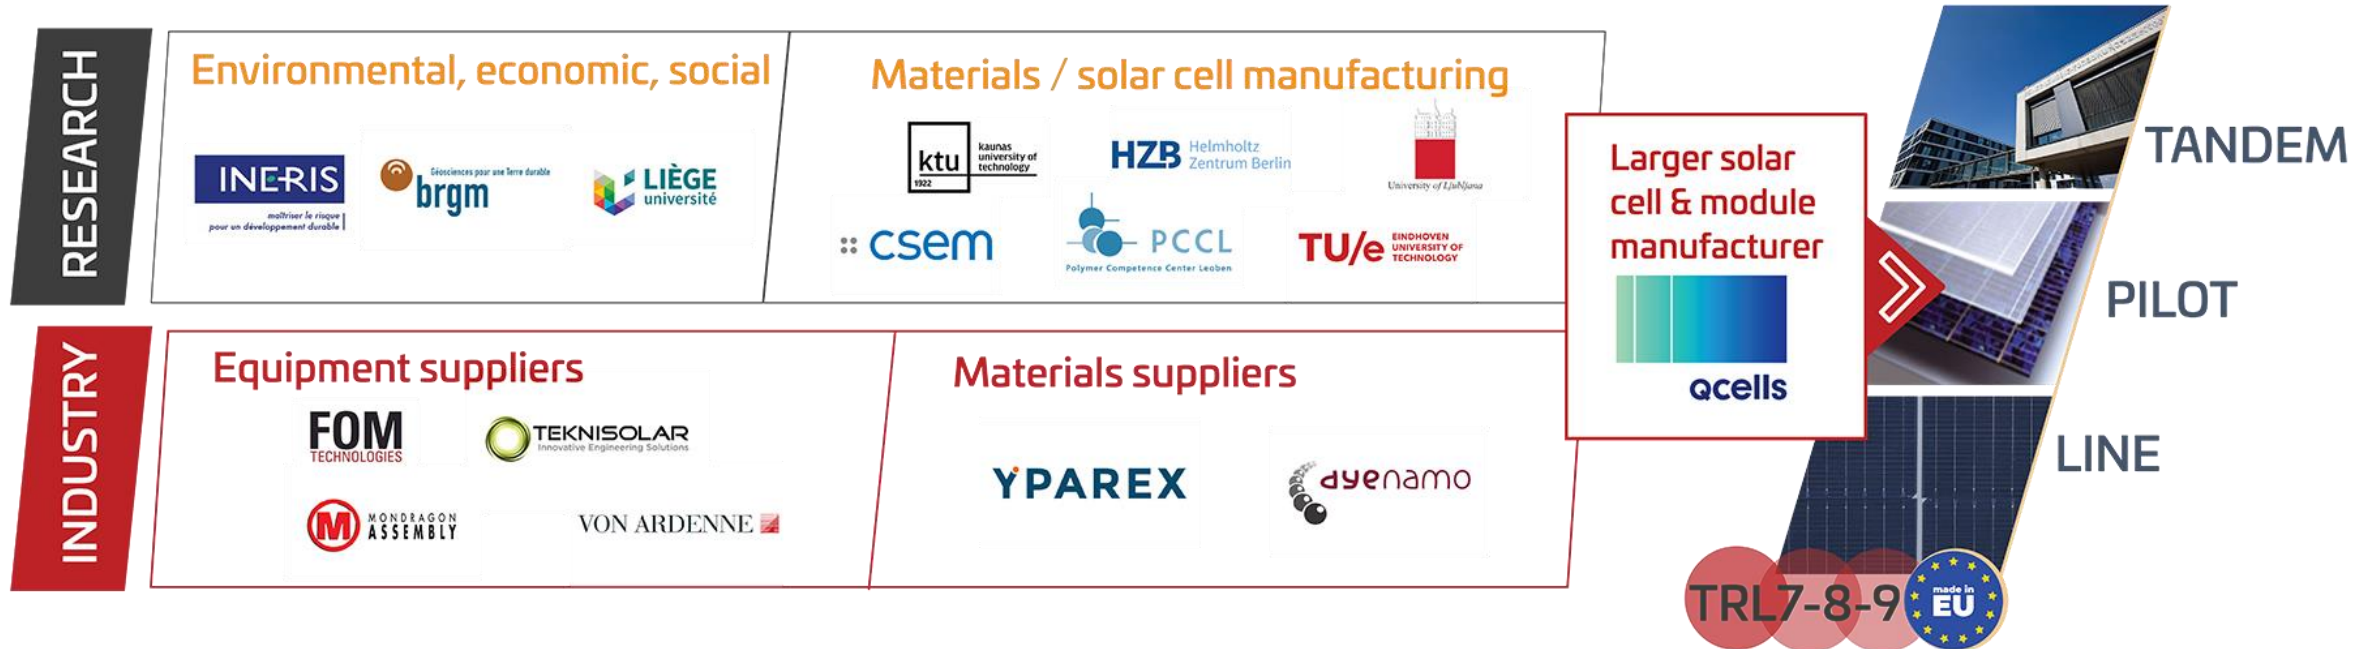 RESEARCH
Environmental, economic, social
INERIS
maîtriser le risque
pour un développement durable
Géosciences pour une Terre durable
brgm
LIÈGE
université
Materials / solar cell manufacturing
ktu
1922
kaunas
university of
technology
HZB
Helmholtz
Zentrum Berlin
University of Ljubljana
csem
PCCL
Polymer Competence Center Leoben
TU/e
EINDHOVEN
UNIVERSITY OF
TECHNOLOGY
INDUSTRY
Equipment suppliers
FOM
TECHNOLOGIES
TEKNISOLAR
Innovative Engineering Solutions
M
MONDRAGON
ASSEMBLY
VON ARDENNE
Materials suppliers
YPAREX
dyenamo
Larger solar
cell & module
manufacturer
qcells
TANDEM
PILOT
LINE
TRL7-8-9
made in
EU